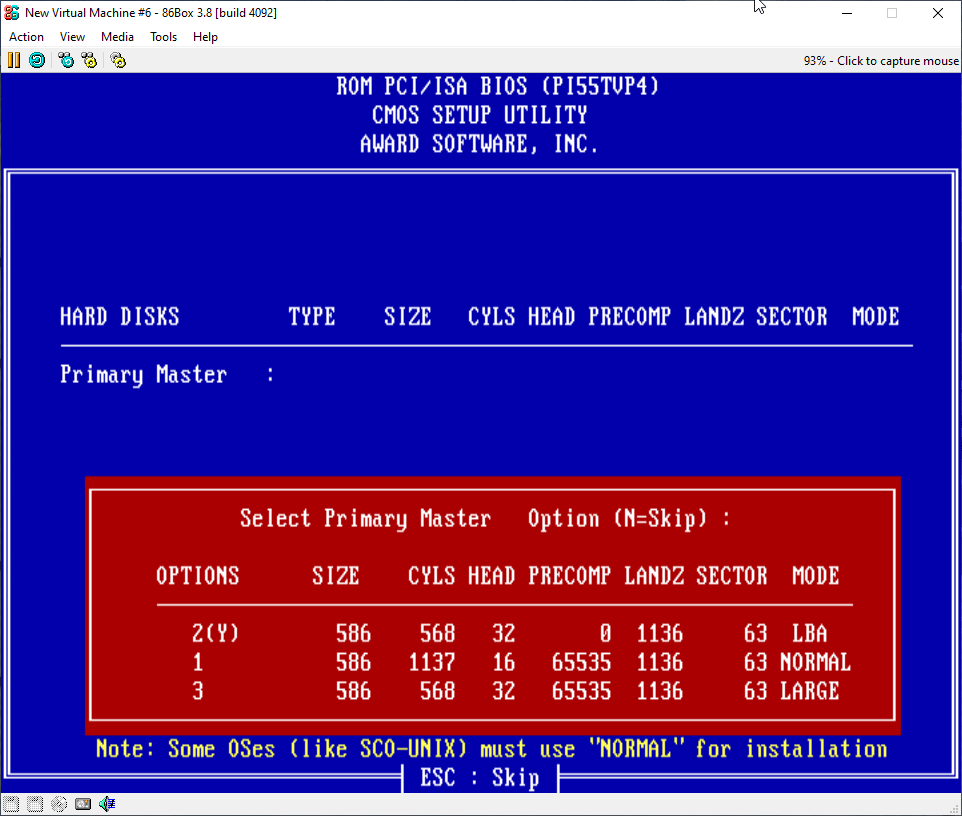 New Virtual Machine #6 - 86Box 3.8 [build 4092]
Action View Media Tools Help
93% - Click to capture mouse
ROM PCI/ISA BIOS (PI55TVP4)
CMOS SETUP UTILITY
AWARD SOFTWARE, INC.
HARD DISKS TYPE SIZE CYLS HEAD PRECOMP LANDZ SECTOR MODE
Primary Master :
Select Primary Master Option (N=Skip) :
OPTIONS SIZE CYLS HEAD PRECOMP LANDZ SECTOR MODE
2(Y) 586 568 32 0 1136 63 LBA
1 586 1137 16 65535 1136 63 NORMAL
3 586 568 32 65535 1136 63 LARGE
Note: Some OSes (like SCO-UNIX) must use "NORMAL" for installation
ESC : Skip